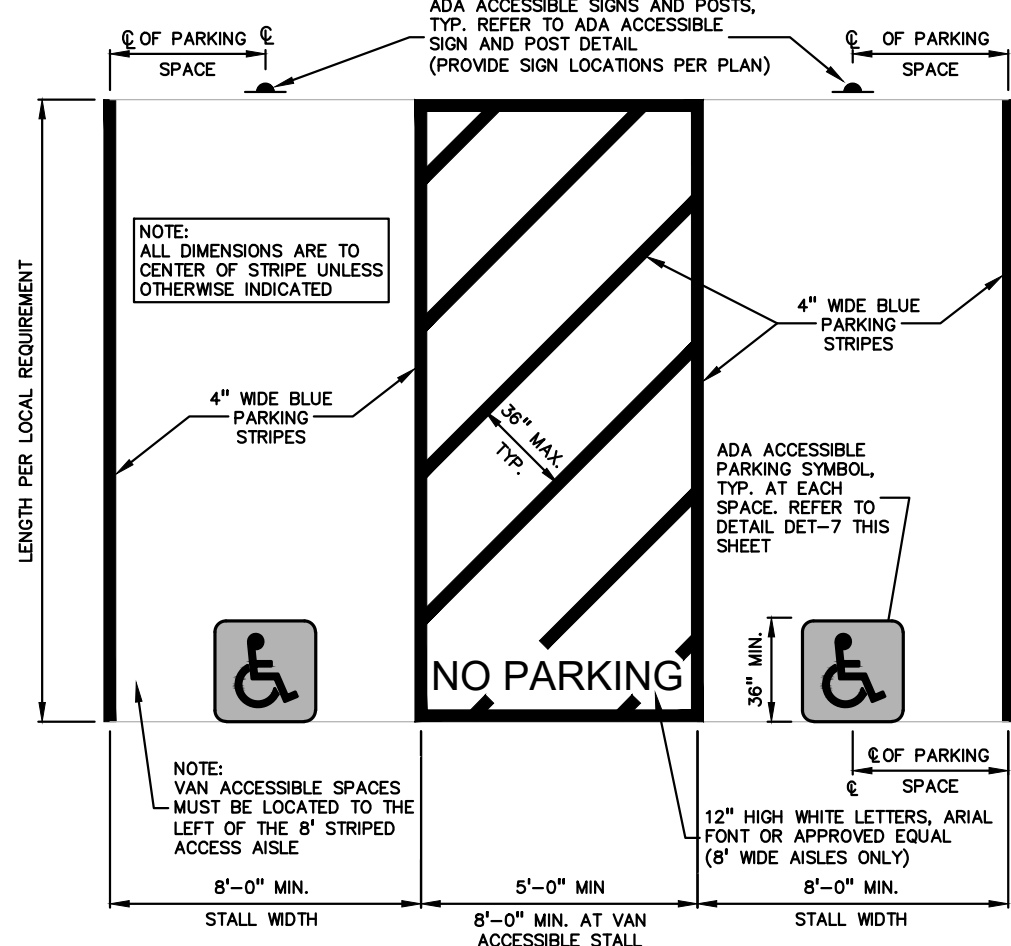 ADA ACCESSIBLE SIGNS AND POSTS,
TYP. REFER TO ADA ACCESSIBLE
SIGN AND POST DETAIL
(PROVIDE SIGN LOCATIONS PER PLAN)
℄ OF PARKING
SPACE
℄
℄ OF PARKING
SPACE
LENGTH PER LOCAL REQUIREMENT
NOTE:
ALL DIMENSIONS ARE TO
CENTER OF STRIPE UNLESS
OTHERWISE INDICATED
4" WIDE BLUE
PARKING
STRIPES
4" WIDE BLUE
PARKING
STRIPES
36" MAX.
TYP.
ADA ACCESSIBLE
PARKING SYMBOL,
TYP. AT EACH
SPACE. REFER TO
DETAIL DET-7 THIS
SHEET
36" MIN.
NO PARKING
NOTE:
VAN ACCESSIBLE SPACES
MUST BE LOCATED TO THE
LEFT OF THE 8' STRIPED
ACCESS AISLE
℄ OF PARKING
SPACE
℄
12" HIGH WHITE LETTERS, ARIAL
FONT OR APPROVED EQUAL
(8' WIDE AISLES ONLY)
8'-0" MIN.
STALL WIDTH
5'-0" MIN
8'-0" MIN. AT VAN
ACCESSIBLE STALL
8'-0" MIN.
STALL WIDTH